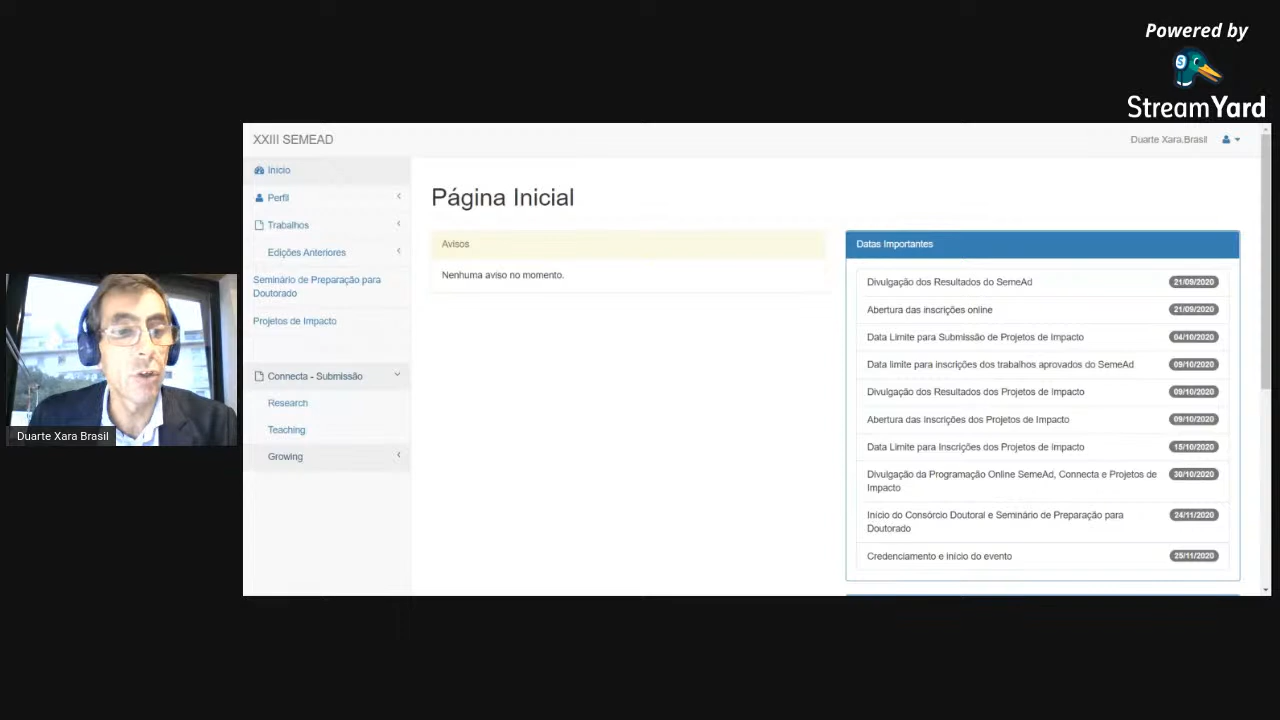 Powered by
StreamYard
XXIII SEMEAD
Duarte Xara.Brasil
Início
Perfil
Trabalhos
Edições Anteriores
Seminário de Preparação para
Doutorado
Projetos de Impacto
Connecta - Submissão
Research
Teaching
Growing
Página Inicial
Avisos
Nenhuma aviso no momento.
Datas Importantes
Divulgação dos Resultados do SemeAd 21/09/2020
Abertura das inscrições online 21/09/2020
Data Limite para Submissão de Projetos de Impacto 04/10/2020
Data limite para inscrições dos trabalhos aprovados do SemeAd 09/10/2020
Divulgação dos Resultados dos Projetos de Impacto 09/10/2020
Abertura das Inscrições dos Projetos de Impacto 09/10/2020
Data Limite para Inscrições dos Projetos de Impacto 15/10/2020
Divulgação da Programação Online SemeAd, Connecta e Projetos de 30/10/2020
Impacto
Início do Consórcio Doutoral e Seminário de Preparação para 24/11/2020
Doutorado
Credenciamento e início do evento 25/11/2020
Duarte Xara Brasil